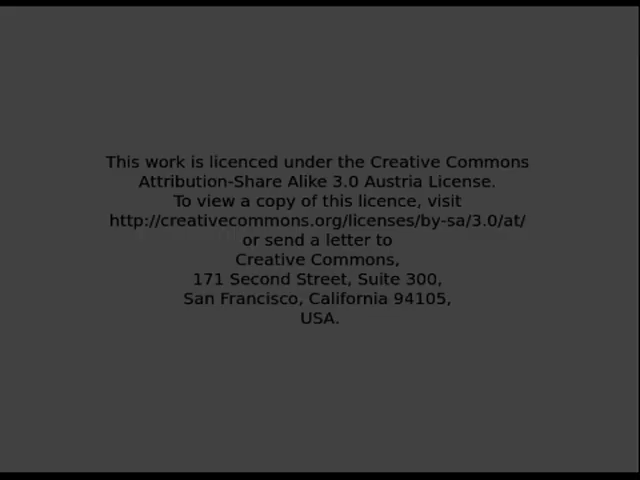 This work is licenced under the Creative Commons
Attribution-Share Alike 3.0 Austria License.
To view a copy of this licence, visit
http://creativecommons.org/licenses/by-sa/3.0/at/
or send a letter to
Creative Commons,
171 Second Street, Suite 300,
San Francisco, California 94105,
USA.